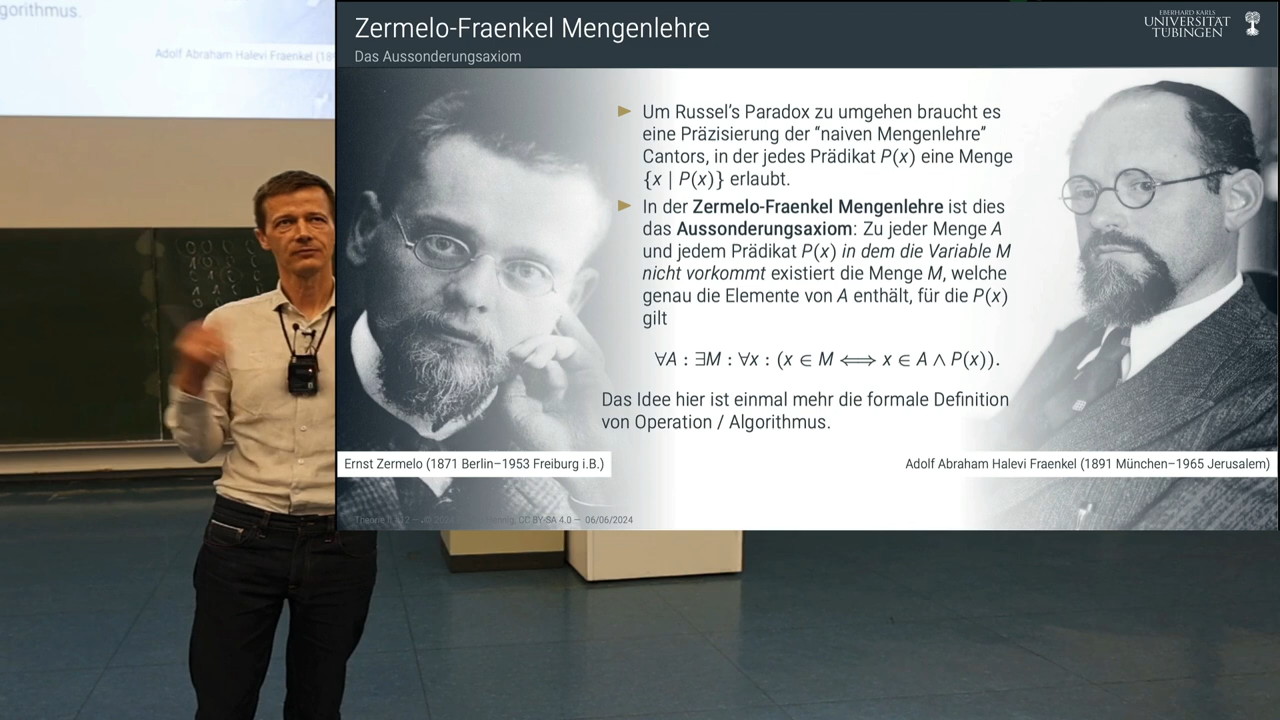 gorithmus.
Adolf Abraham Halevi Fraenkel (189
Zermelo-Fraenkel Mengenlehre
Das Aussonderungsaxiom
EBERHARD KARLS
UNIVERSITAT
TUBINGEN
► Um Russel's Paradox zu umgehen braucht es
eine Präzisierung der "naiven Mengenlehre"
Cantors, in der jedes Prädikat P(x) eine Menge
{x | P(x)} erlaubt.
► In der Zermelo-Fraenkel Mengenlehre ist dies
das Aussonderungsaxiom: Zu jeder Menge A
und jedem Prädikat P(x) in dem die Variable M
nicht vorkommt existiert die Menge M, welche
genau die Elemente von A enthält, für die P(x)
gilt
∀A : ∃M : ∀x : (x ∈ M ⟺ x ∈ A ∧ P(x)).
Das Idee hier ist einmal mehr die formale Definition
von Operation / Algorithmus.
Ernst Zermelo (1871 Berlin–1953 Freiburg i.B.)
Adolf Abraham Halevi Fraenkel (1891 München–1965 Jerusalem)
CC BY-SA 4.0 — 06/06/2024